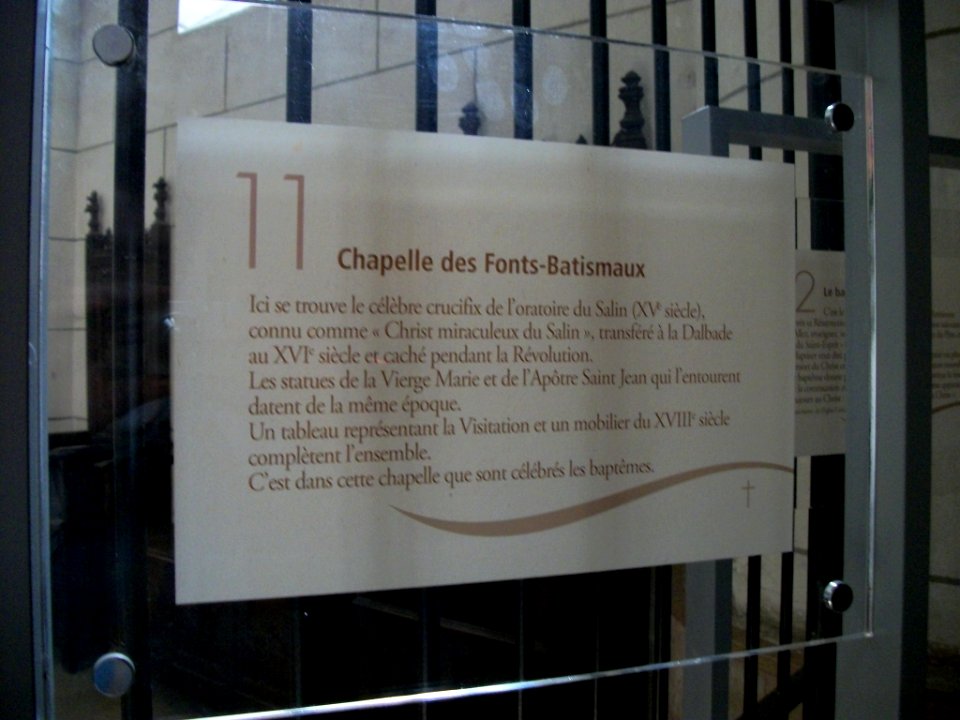 11
Chapelle des Fonts-Batismaux
Ici se trouve le célèbre crucifix de l'oratoire du Salin (XVe siècle),
connu comme « Christ miraculeux du Salin », transféré à la Dalbade
au XVIe siècle et caché pendant la Révolution.
Les statues de la Vierge Marie et de l'Apôtre Saint Jean qui l'entourent
datent de la même époque.
Un tableau représentant la Visitation et un mobilier du XVIIIe siècle
complètent l'ensemble.
C'est dans cette chapelle que sont célébrés les baptêmes.
2
Le ba